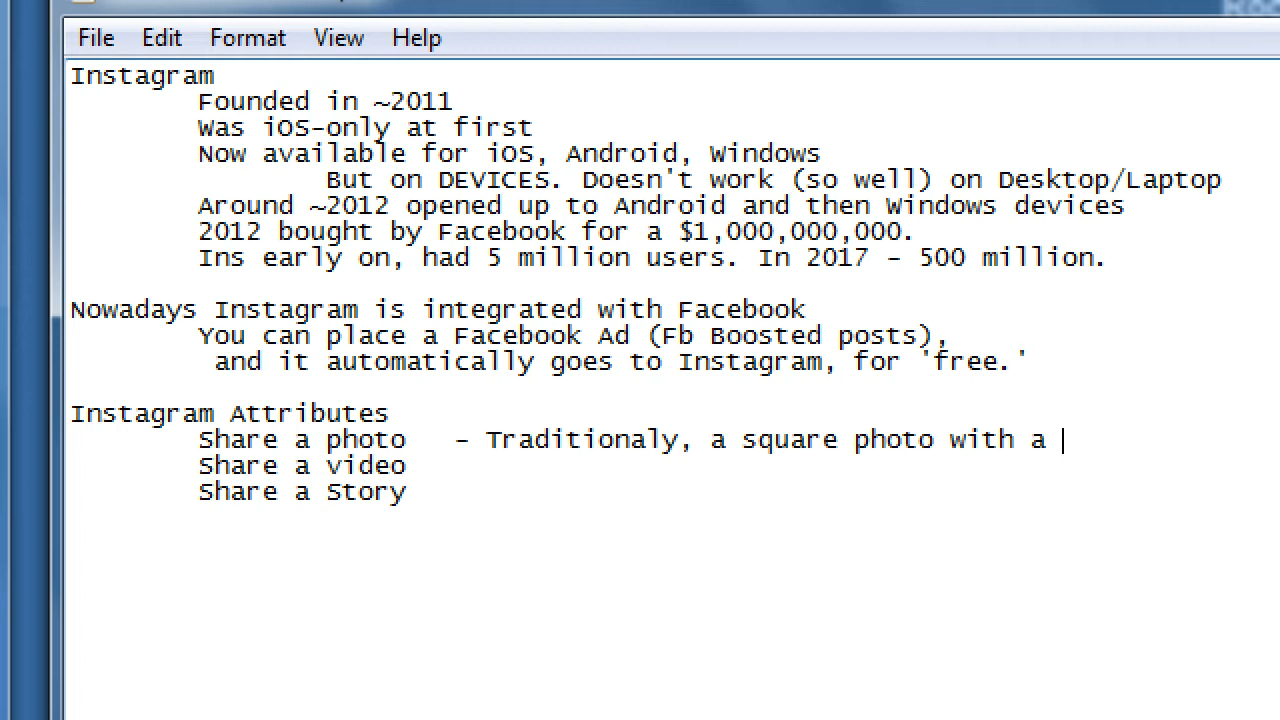 File Edit Format View Help
Instagram
Founded in ~2011
Was iOS-only at first
Now available for iOS, Android, Windows
But on DEVICES. Doesn't work (so well) on Desktop/Laptop
Around ~2012 opened up to Android and then Windows devices
2012 bought by Facebook for a $1,000,000,000.
Ins early on, had 5 million users. In 2017 - 500 million.
Nowadays Instagram is integrated with Facebook
You can place a Facebook Ad (Fb Boosted posts),
and it automatically goes to Instagram, for 'free.'
Instagram Attributes
Share a photo - Traditionaly, a square photo with a
Share a video
Share a Story